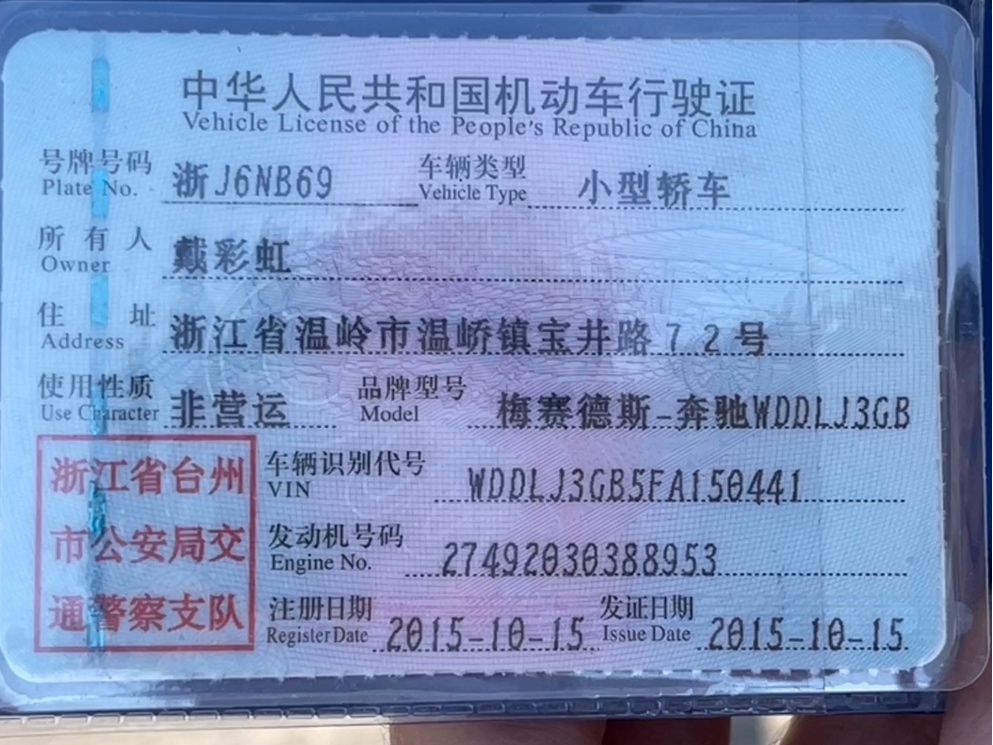 中华人民共和国机动车行驶证
Vehicle License of the People's Republic of China
号牌号码 浙J6NB69 车辆类型 小型轿车
Plate No. Vehicle Type
所有人 戴彩虹
Owner
住址 浙江省温岭市温峤镇宝井路72号
Address
使用性质 非营运 品牌型号 梅赛德斯-奔驰WDDLJ3GB
Use Character Model
浙江省台州
市公安局交
通警察支队
车辆识别代号 WDDLJ3GB5FA150441
VIN
发动机号码 27492030388953
Engine No.
注册日期 2015-10-15 发证日期 2015-10-15
Register Date Issue Date